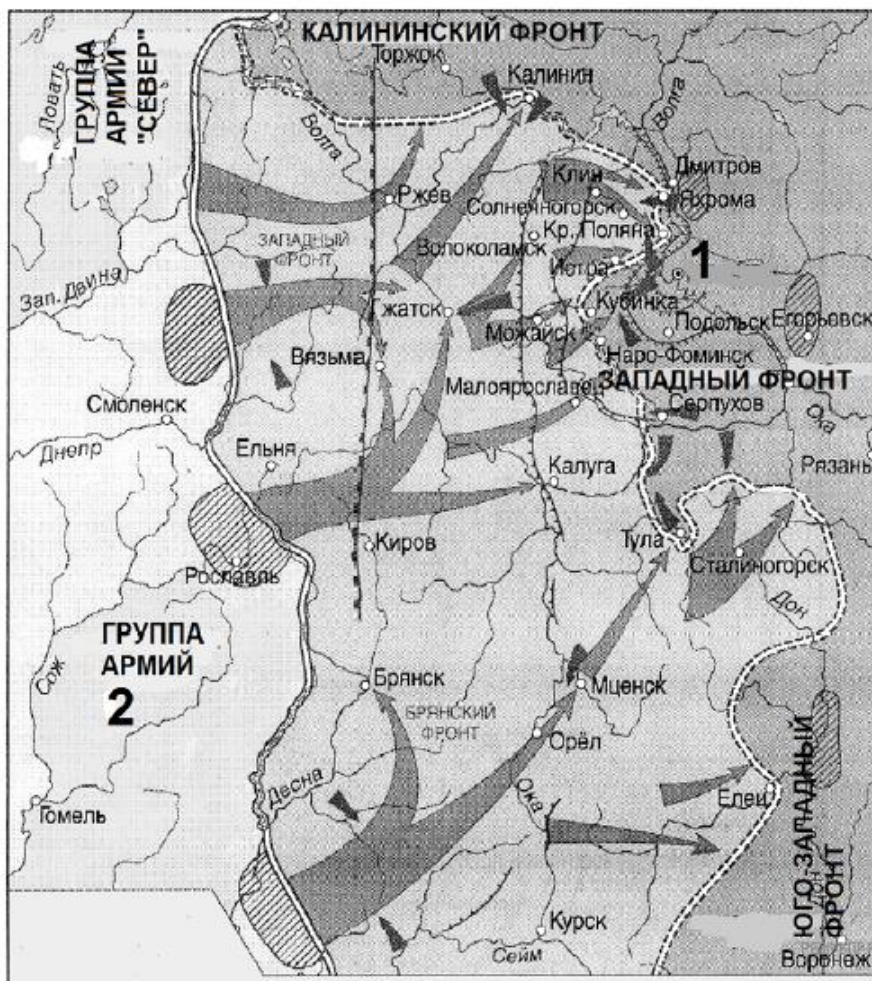 КАЛИНИНСКИЙ ФРОНТ
Торжок
ГРУППА
АРМИЙ
"СЕВЕР"
Ловать
Калинин
Волга
Волга
Дмитров
Клин
Яхрома
Ржев
Солнечногорск
ЗАПАДНЫЙ
ФРОНТ
Волоколамск
Кр. Поляна
1
Истра
Зап. Двина
Гжатск
Кубинка
Можайск
Подольск
Егорьевск
Вязьма
Наро-Фоминск
Малоярославец
ЗАПАДНЫЙ ФРОНТ
Смоленск
Серпухов
Ока
Днепр
Ельня
Калуга
Рязань
Киров
Тула
Рославль
Сталиногорск
Дон
ГРУППА
АРМИЙ
2
Сож
Брянск
Мценск
БРЯНСКИЙ
ФРОНТ
Орёл
Десна
Ока
Гомель
Елец
ЮГО-ЗАПАДНЫЙ
ФРОНТ
Дон
Курск
Сейм
Воронеж